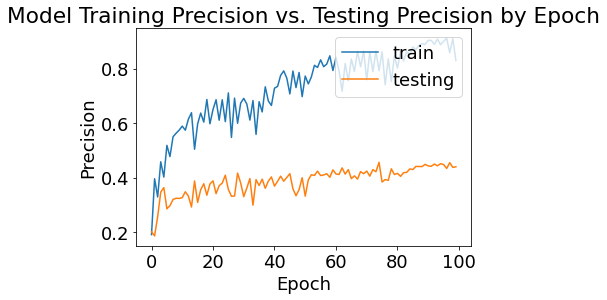 Model Training Precision vs. Testing Precision by Epoch
train
testing
Precision
0.8
0.6
0.4
0.2
0 20 40 60 80 100
Epoch